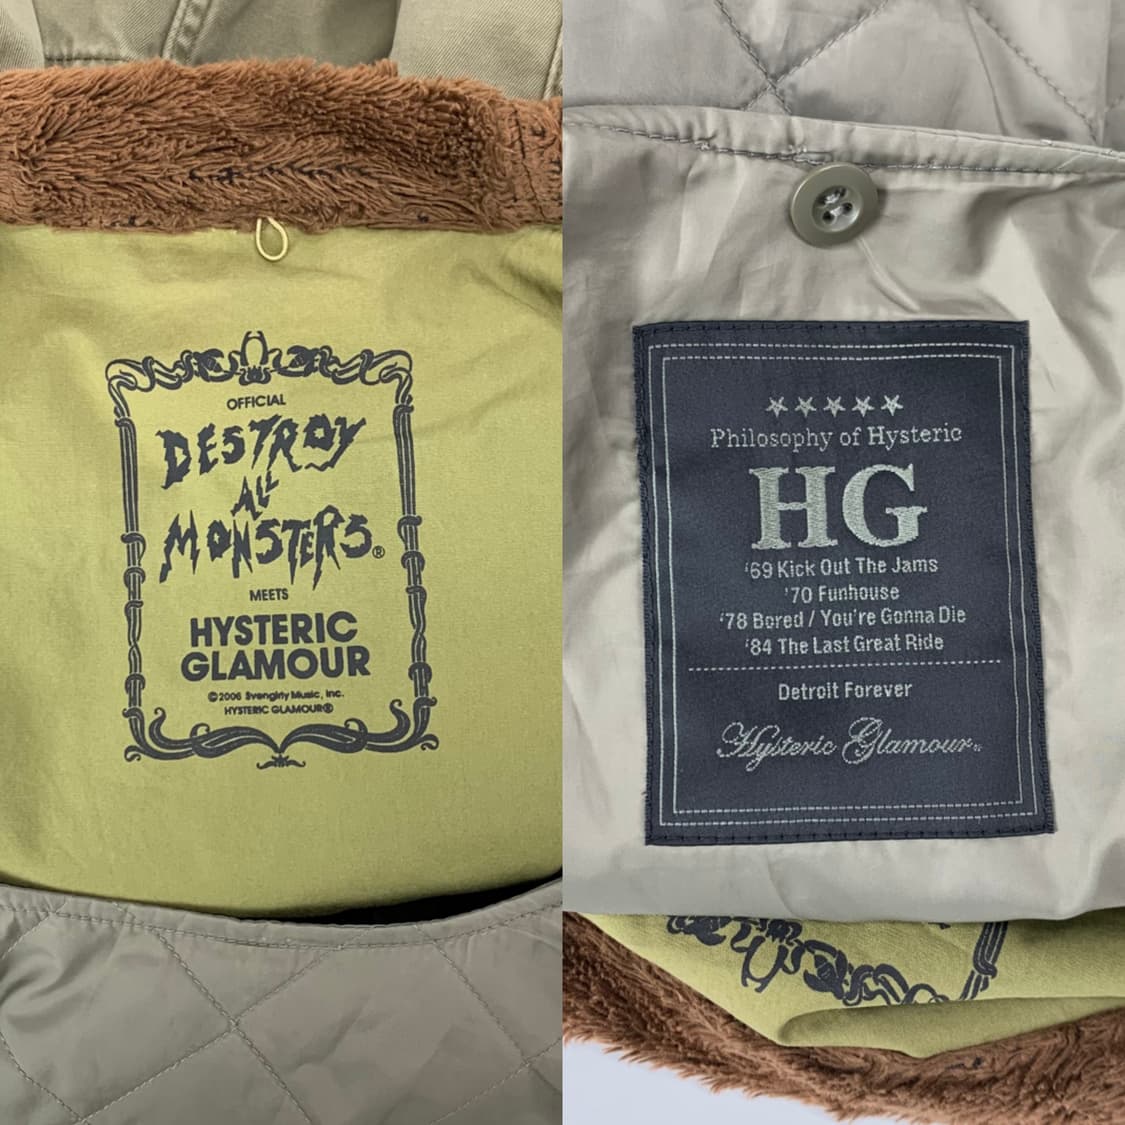 OFFICIAL
DESTROY
ALL
MONSTERS®
MEETS
HYSTERIC
GLAMOUR
©2006 Svengirly Music, Inc.
HYSTERIC GLAMOUR®
Philosophy of Hysteric
HG
'69 Kick Out The Jams
'70 Funhouse
'78 Bored / You're Gonna Die
'84 The Last Great Ride
Detroit Forever
Hysteric Glamour®